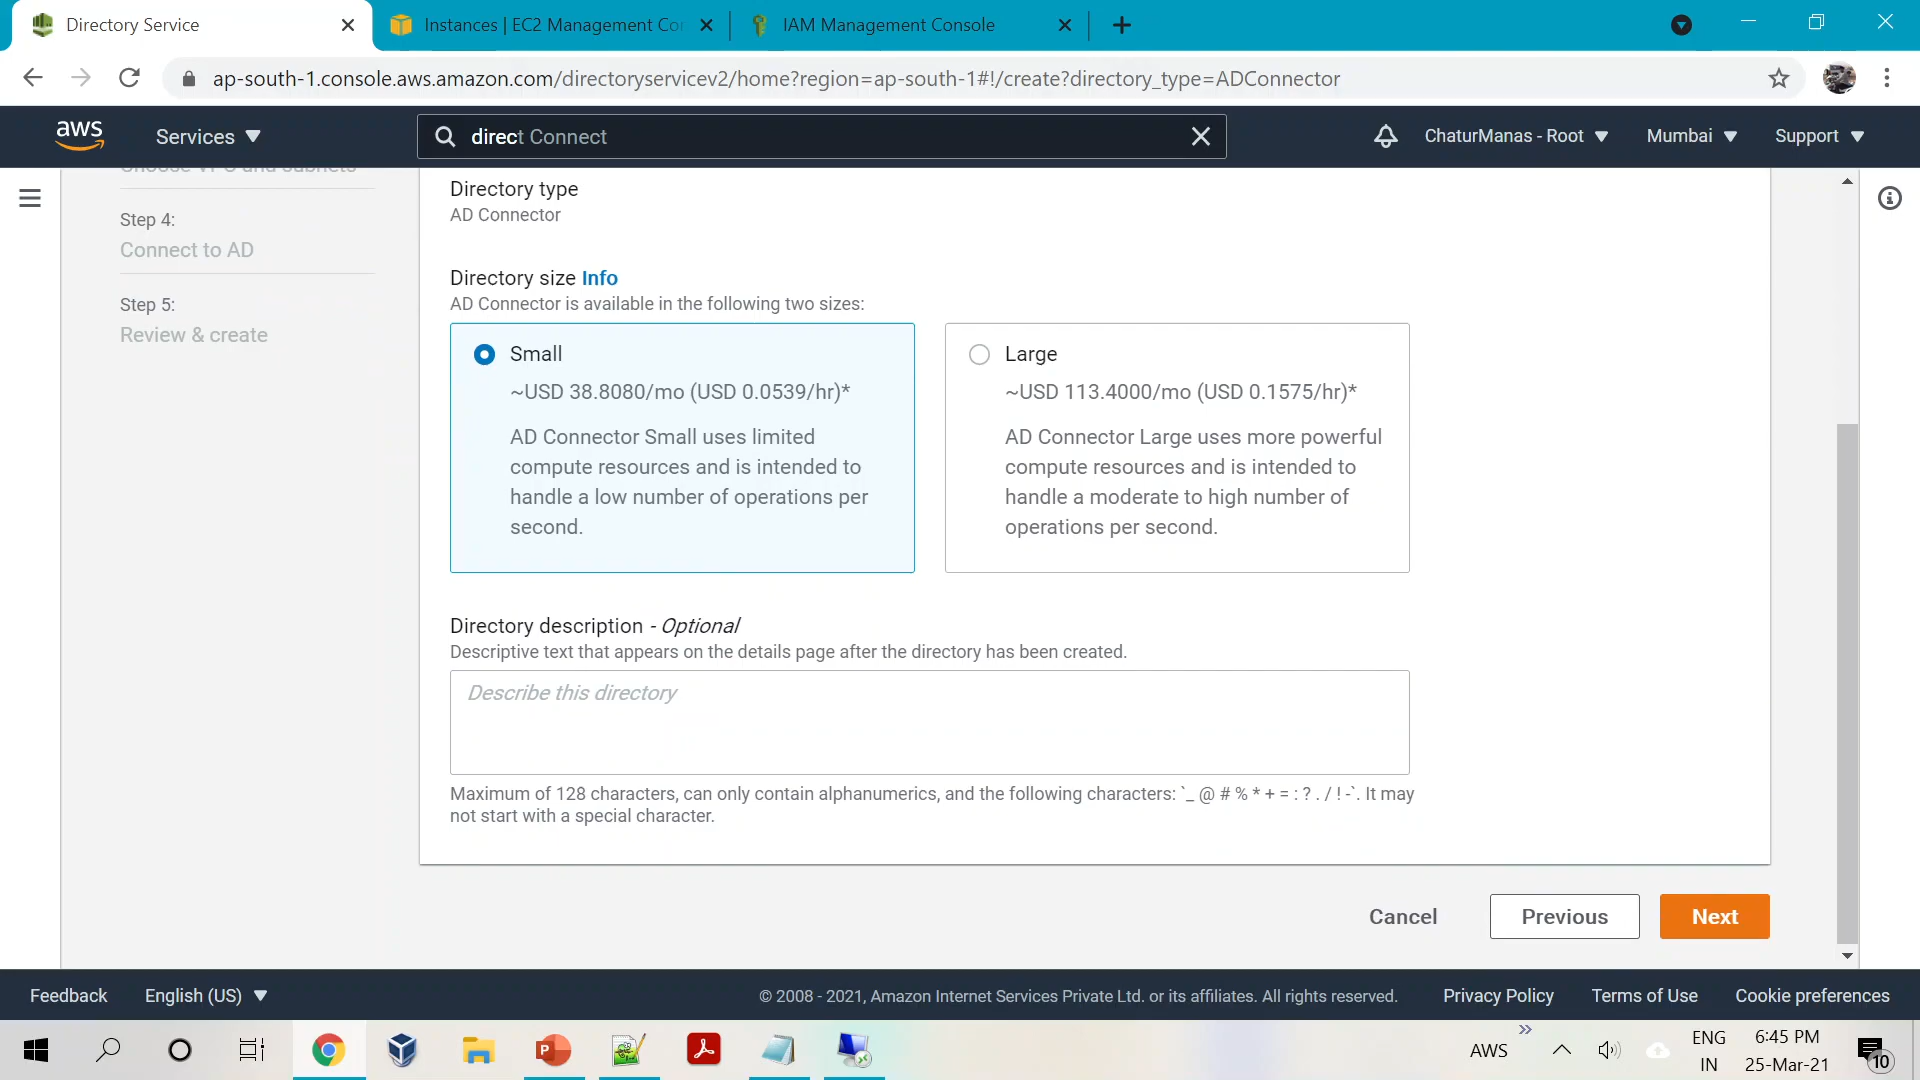 Directory Service
Instances | EC2 Management Co
IAM Management Console
ap-south-1.console.aws.amazon.com/directoryservicev2/home?region=ap-south-1#!/create?directory_type=ADConnector
aws
Services
direct Connect
ChaturManas - Root
Mumbai
Support
Choose VPC and subnets
Step 4:
Connect to AD
Step 5:
Review & create
Directory type
AD Connector
Directory size Info
AD Connector is available in the following two sizes:
Small
~USD 38.8080/mo (USD 0.0539/hr)*
AD Connector Small uses limited
compute resources and is intended to
handle a low number of operations per
second.
Large
~USD 113.4000/mo (USD 0.1575/hr)*
AD Connector Large uses more powerful
compute resources and is intended to
handle a moderate to high number of
operations per second.
Directory description - Optional
Descriptive text that appears on the details page after the directory has been created.
Describe this directory
Maximum of 128 characters, can only contain alphanumerics, and the following characters: `_ @ # % * + = : ? . / ! -`. It may
not start with a special character.
Cancel
Previous
Next
Feedback
English (US)
© 2008 - 2021, Amazon Internet Services Private Ltd. or its affiliates. All rights reserved.
Privacy Policy
Terms of Use
Cookie preferences
AWS
ENG
IN
6:45 PM
25-Mar-21
10